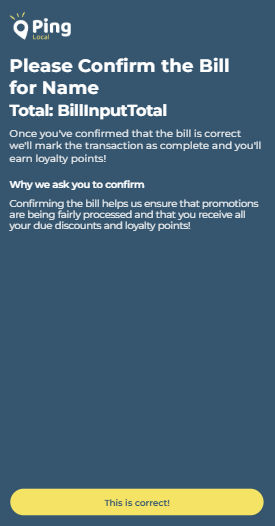 Ping
Local
Please Confirm the Bill
for Name
Total: BillInputTotal
Once you've confirmed that the bill is correct
we'll mark the transaction as complete and you'll
earn loyalty points!
Why we ask you to confirm
Confirming the bill helps us ensure that promotions
are being fairly processed and that you receive all
your due discounts and loyalty points!
This is correct!